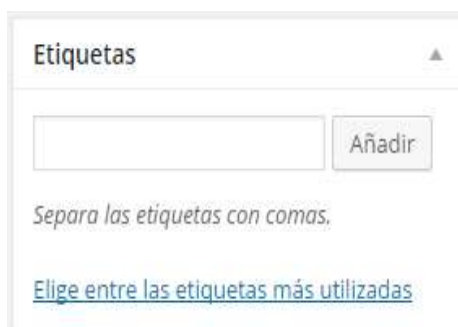 Etiquetas
Añadir
Separa las etiquetas con comas.
Elige entre las etiquetas más utilizadas